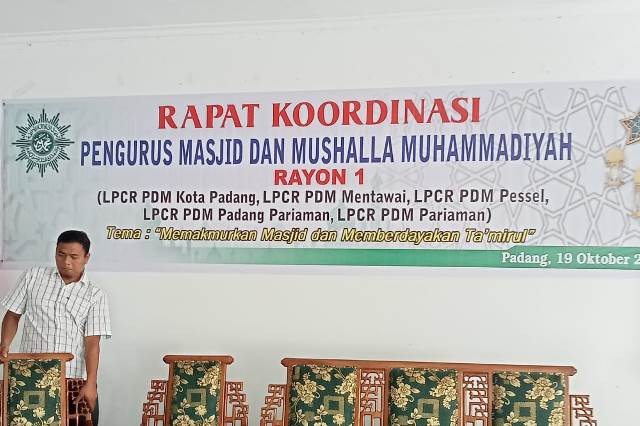 RAPAT KOORDINASI
PENGURUS MASJID DAN MUSHALLA MUHAMMADIYAH
RAYON 1
(LPCR PDM Kota Padang, LPCR PDM Mentawai, LPCR PDM Pessel,
LPCR PDM Padang Pariaman, LPCR PDM Pariaman)
Tema : "Memakmurkan Masjid dan Memberdayakan Ta'mirul"
Padang, 19 Oktober 2